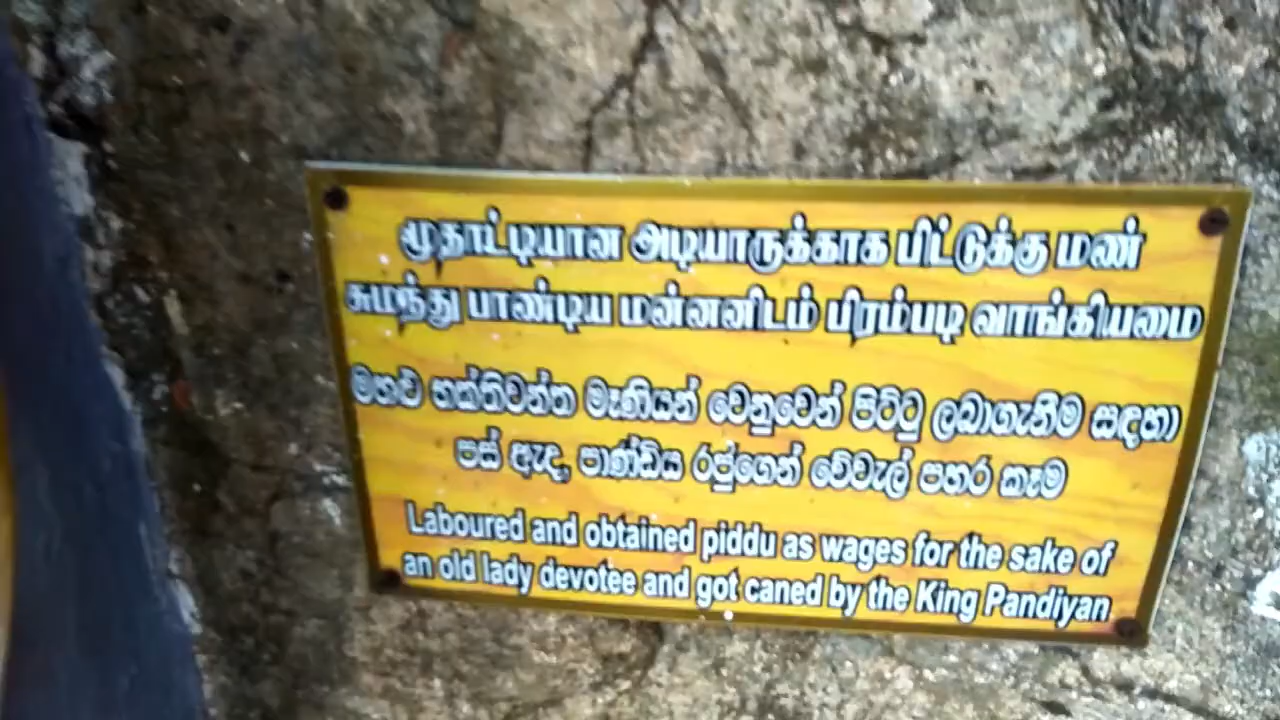 மூதாட்டியான அடியாருக்காக பிட்டுக்கு மண்
சுமந்து பாண்டிய மன்னனிடம் பிரம்படி வாங்கியமை
මහළු භක්තිවන්ත මෑණියන් වෙනුවෙන් පිට්ටු ලබාගැනීම සඳහා
පස් ඇද, පාණ්ඩිය රජුගෙන් වේවැල් පහර කෑම
Laboured and obtained piddu as wages for the sake of
an old lady devotee and got caned by the King Pandiyan